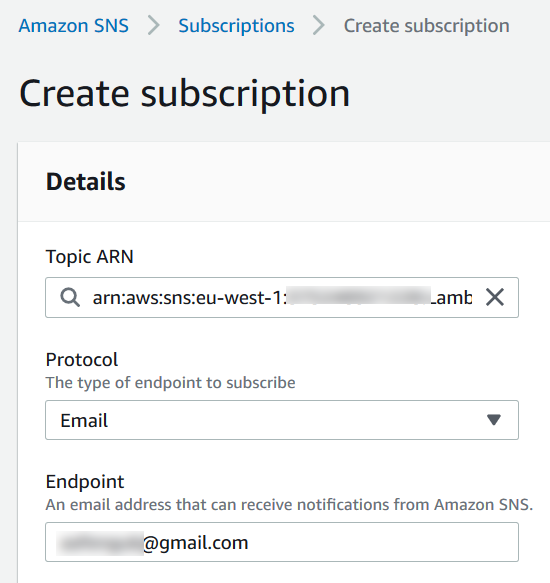 Amazon SNS > Subscriptions > Create subscription
Create subscription
Details
Topic ARN
arn:aws:sns:eu-west-1: Lamb
Protocol
The type of endpoint to subscribe
Email
Endpoint
An email address that can receive notifications from Amazon SNS.
@gmail.com